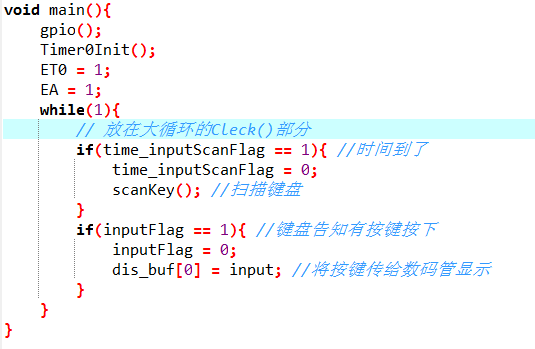 void main(){
gpio();
Timer0Init();
ET0 = 1;
EA = 1;
while(1){
// 放在大循环的Cleck()部分
if(time_inputScanFlag == 1){ //时间到了
time_inputScanFlag = 0;
scanKey(); //扫描键盘
}
if(inputFlag == 1){ //键盘告知有按键按下
inputFlag = 0;
dis_buf[0] = input; //将按键传给数码管显示
}
}
}